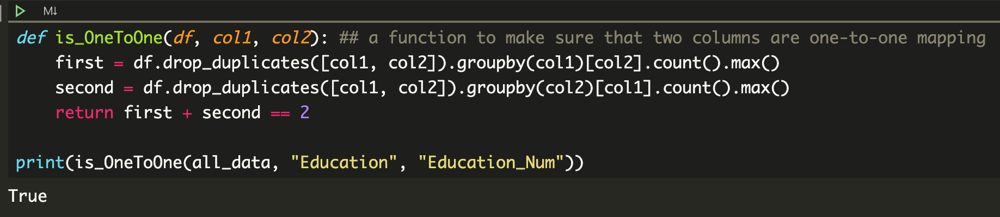 M↓
def is_OneToOne(df, col1, col2): ## a function to make sure that two columns are one-to-one mapping
    first = df.drop_duplicates([col1, col2]).groupby(col1)[col2].count().max()
    second = df.drop_duplicates([col1, col2]).groupby(col2)[col1].count().max()
    return first + second == 2
print(is_OneToOne(all_data, "Education", "Education_Num"))
True